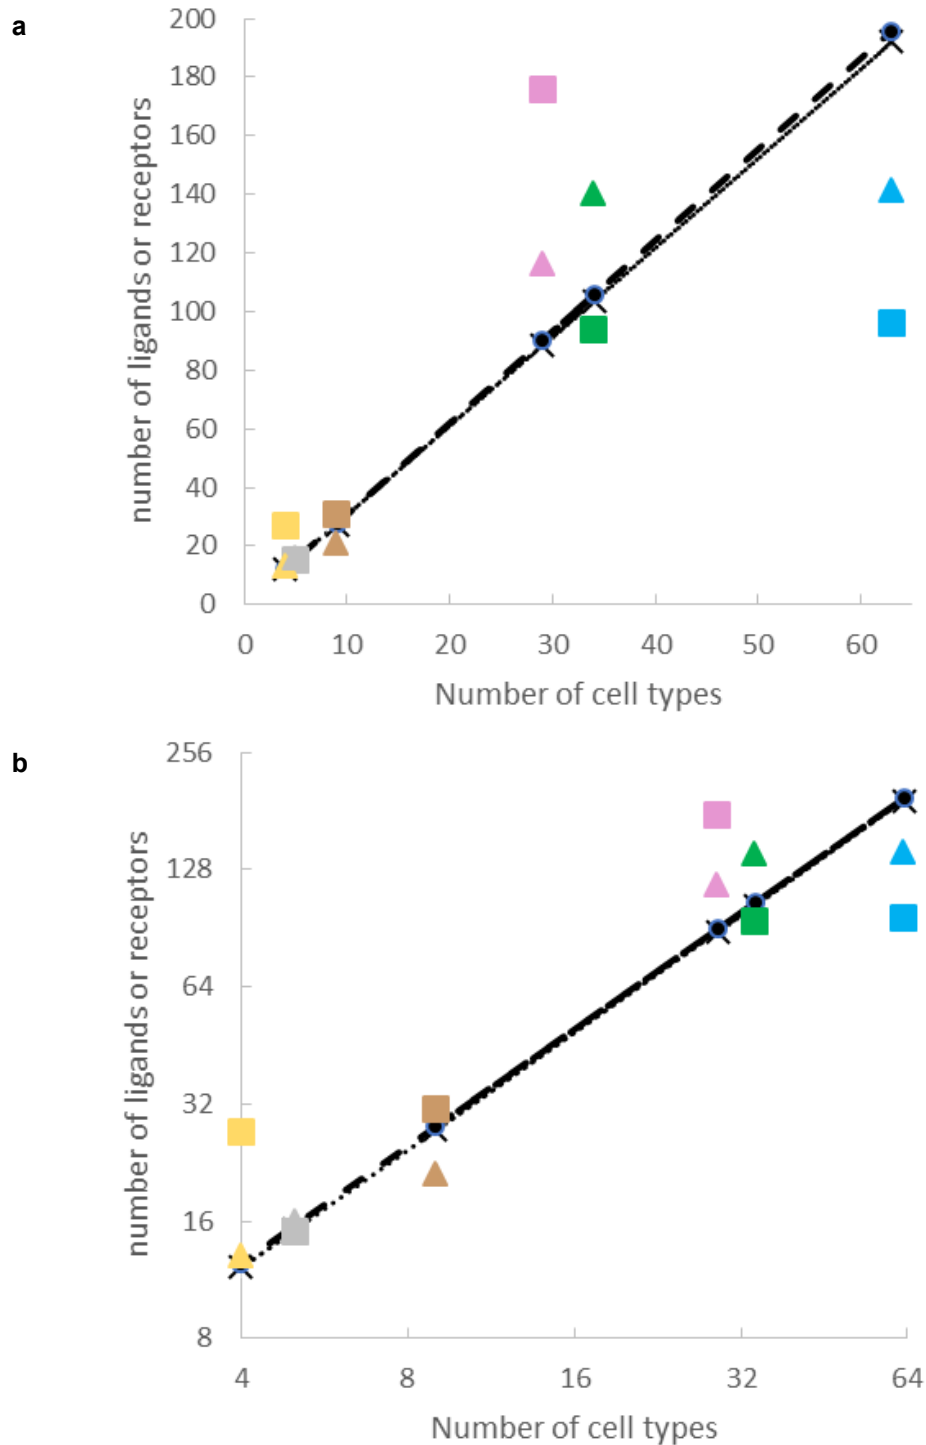 a
200
180
160
140
120
100
80
60
40
20
0
number of ligands or receptors
0 10 20 30 40 50 60
Number of cell types
b
256
128
64
32
16
8
number of ligands or receptors
4 8 16 32 64
Number of cell types